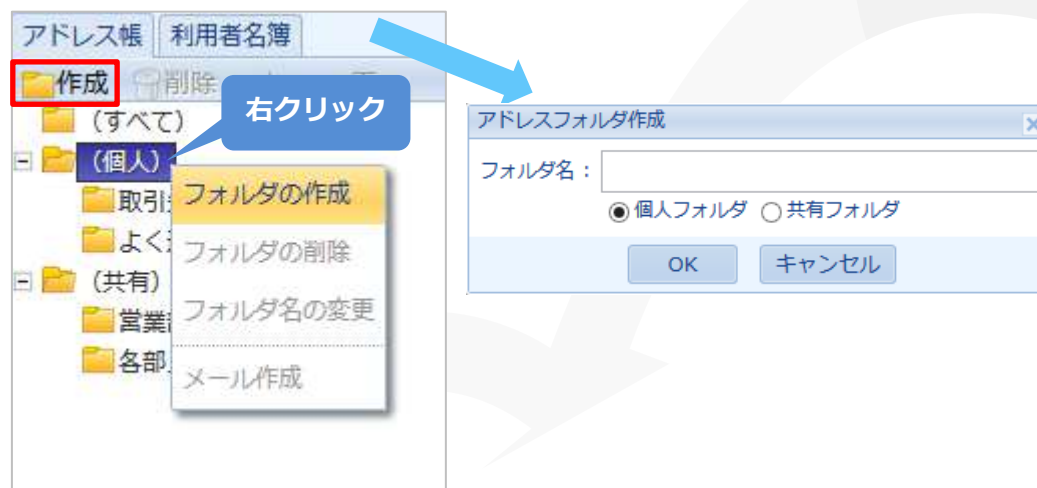 アドレス帳 利用者名簿
作成 削除
右クリック
（すべて）
（個人）
フォルダの作成
取引
よく
フォルダの削除
（共有）
フォルダ名の変更
営業
各部
メール作成
アドレスフォルダ作成
フォルダ名：
個人フォルダ 共有フォルダ
OK キャンセル